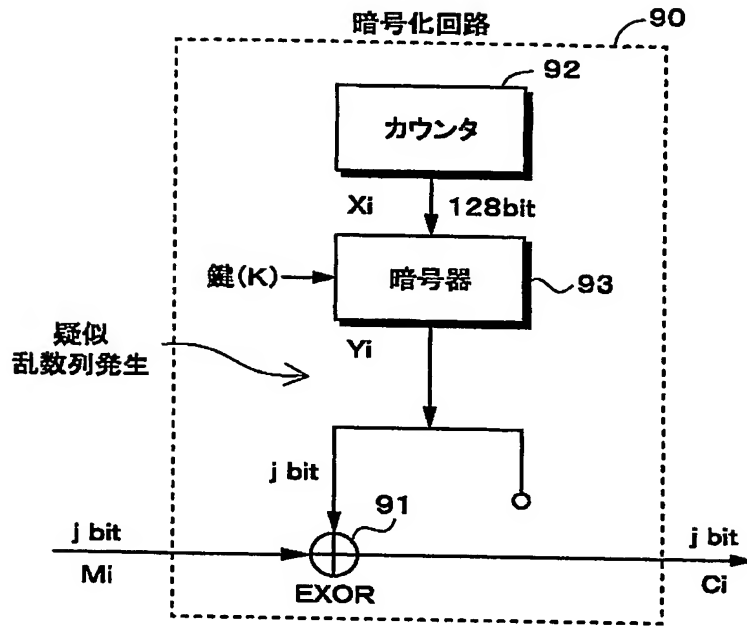 暗号化回路
90
92
カウンタ
Xi
128bit
鍵(K)
暗号器
93
疑似
乱数列発生
Yi
j bit
j bit
91
j bit
Mi
EXOR
Ci